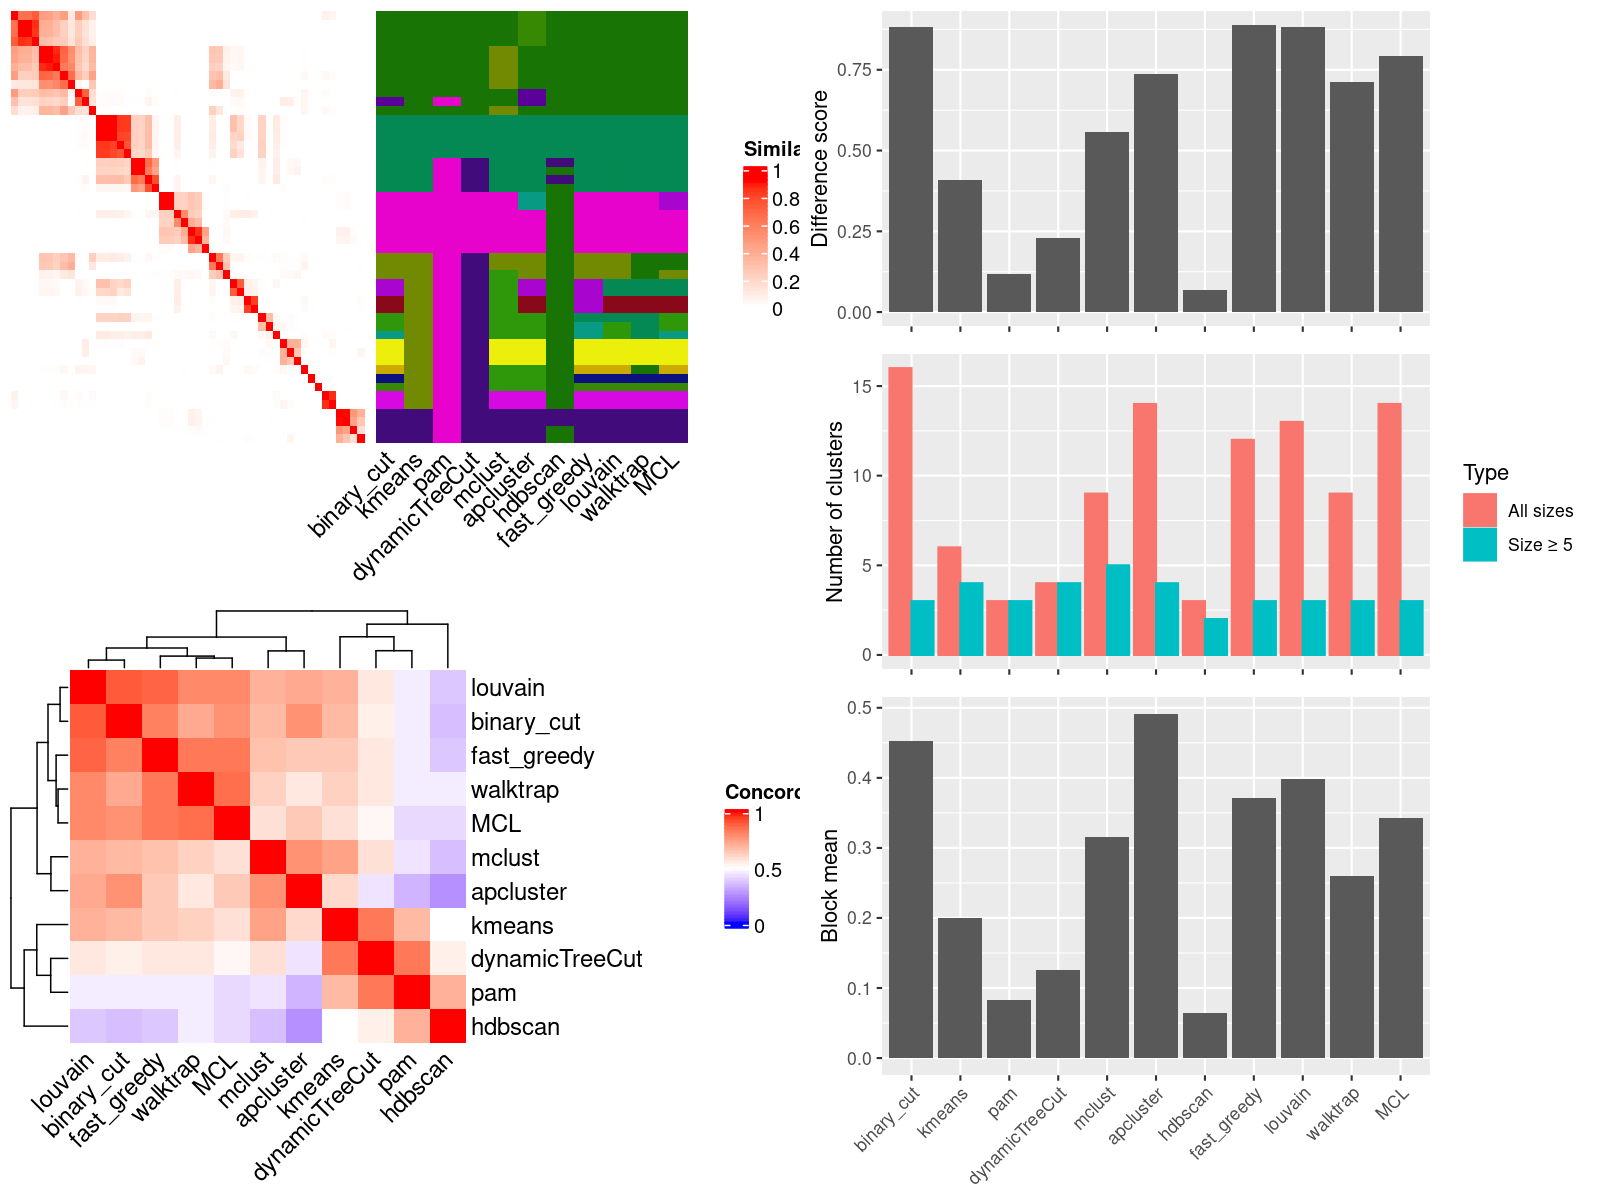 Simila
1
0.8
0.6
0.4
0.2
0
binary_cut
kmeans
pam
dynamicTreeCut
mclust
apcluster
hdbscan
fast_greedy
louvain
walktrap
MCL
louvain
binary_cut
fast_greedy
walktrap
MCL
mclust
apcluster
kmeans
dynamicTreeCut
pam
hdbscan
Concord
1
0.5
0
louvain
binary_cut
fast_greedy
walktrap
MCL
mclust
apcluster
kmeans
dynamicTreeCut
pam
hdbscan
Difference score
0.75
0.50
0.25
0.00
Number of clusters
15
10
5
0
Type
All sizes
Size ≥ 5
Block mean
0.5
0.4
0.3
0.2
0.1
0.0
binary_cut
kmeans
pam
dynamicTreeCut
mclust
apcluster
hdbscan
fast_greedy
louvain
walktrap
MCL